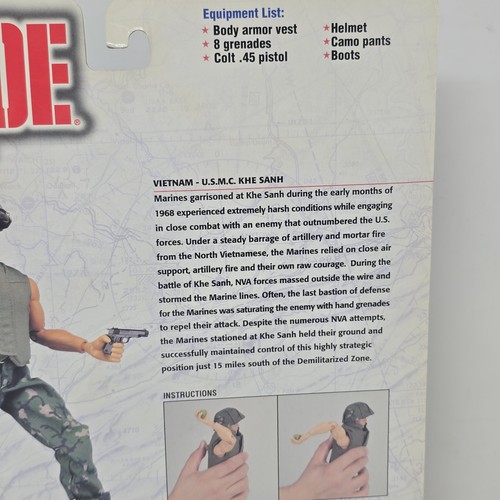 DE
®
Equipment List:
★ Body armor vest ★Helmet
★ 8 grenades ★Camo pants
★ Colt .45 pistol ★Boots
VIETNAM - U.S.M.C. KHE SANH
Marines garrisoned at Khe Sanh during the early months of
1968 experienced extremely harsh conditions while engaging
in close combat with an enemy that outnumbered the U.S.
forces. Under a steady barrage of artillery and mortar fire
from the North Vietnamese, the Marines relied on close air
support, artillery fire and their own raw courage. During the
battle of Khe Sanh, NVA forces massed outside the wire and
stormed the Marine lines. Often, the last bastion of defense
for the Marines was saturating the enemy with hand grenades
to repel their attack. Despite the numerous NVA attempts,
the Marines stationed at Khe Sanh held their ground and
successfully maintained control of this highly strategic
position just 15 miles south of the Demilitarized Zone.
INSTRUCTIONS